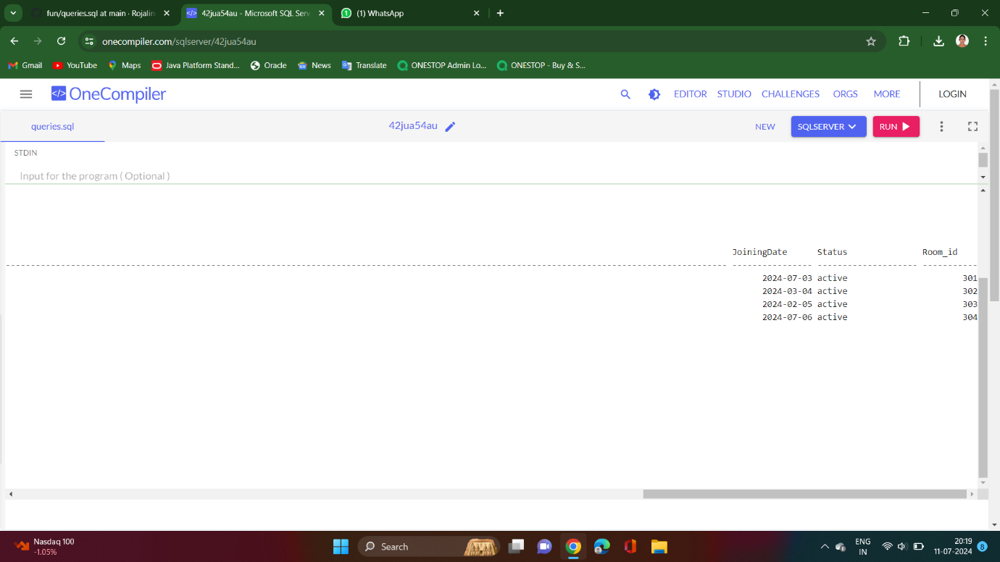 fun/queries.sql at main · Rojalin
42jua54au - Microsoft SQL Serv
(1) WhatsApp
onecompiler.com/sqlserver/42jua54au
Gmail YouTube Maps Java Platform Stand... Oracle News Translate ONESTOP Admin Lo... ONESTOP - Buy & S...
</> OneCompiler EDITOR STUDIO CHALLENGES ORGS MORE LOGIN
queries.sql 42jua54au NEW SQLSERVER RUN
STDIN
Input for the program ( Optional )
JoiningDate Status Room_id
2024-07-03 active 301
2024-03-04 active 302
2024-02-05 active 303
2024-07-06 active 304
Nasdaq 100
-1.05%
Search
ENG
IN
20:19
11-07-2024
8